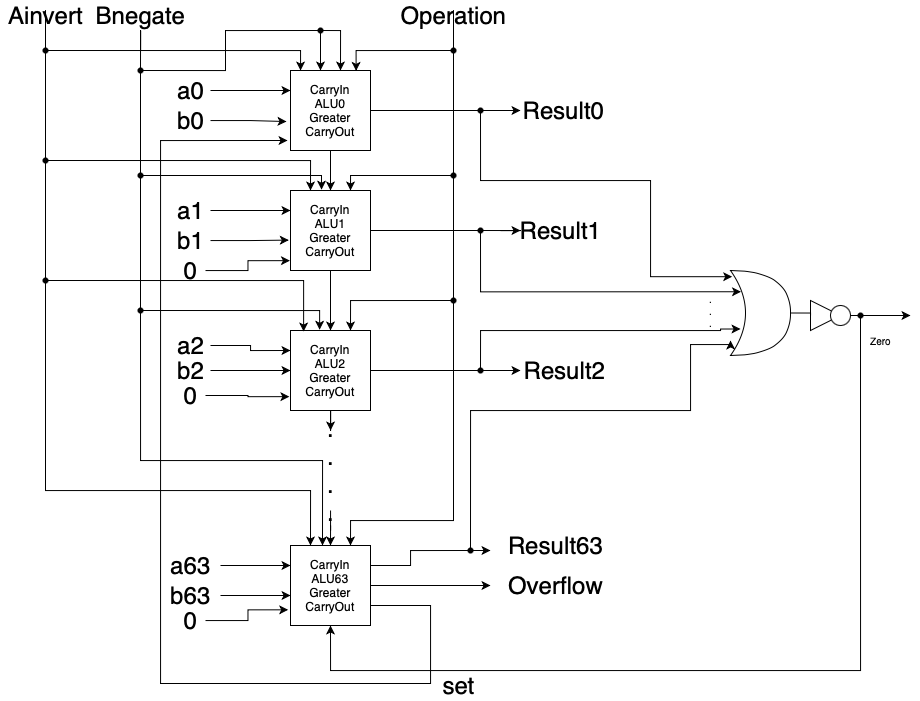 Ainvert Bnegate Operation
a0
b0
CarryIn
ALU0
Greater
CarryOut
Result0
a1
b1
0
CarryIn
ALU1
Greater
CarryOut
Result1
a2
b2
0
CarryIn
ALU2
Greater
CarryOut
Result2
Zero
a63
b63
0
CarryIn
ALU63
Greater
CarryOut
Result63
Overflow
set